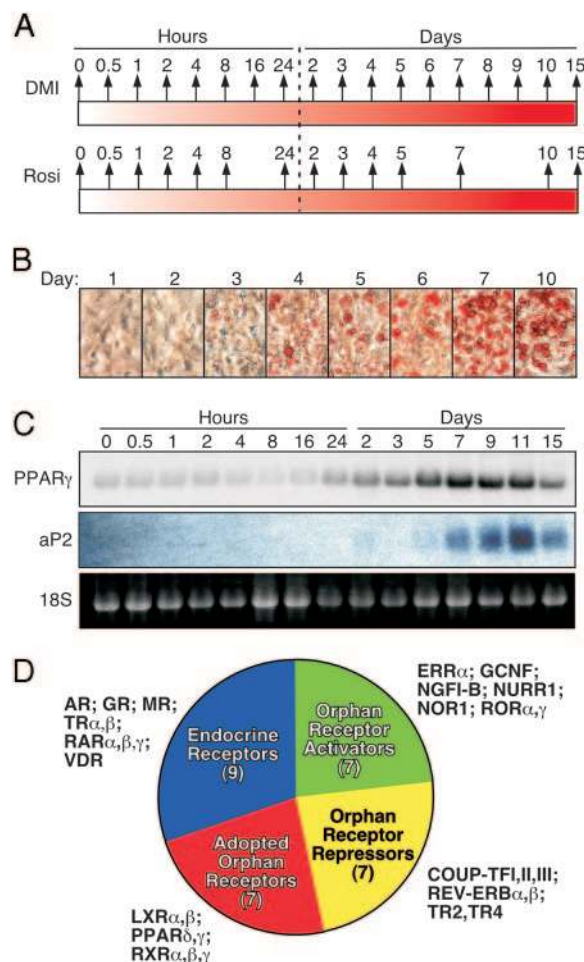 A
Hours Days
0 0.5 1 2 4 8 16 24 2 3 4 5 6 7 8 9 10 15
DMI
0 0.5 1 2 4 8 24 2 3 4 5 7 10 15
Rosi
B
Day: 1 2 3 4 5 6 7 10
C
Hours Days
0 0.5 1 2 4 8 16 24 2 3 5 7 9 11 15
PPARγ
aP2
18S
D
AR; GR; MR;
TRα,β;
RARα,β,γ;
VDR
Endocrine
Receptors
(9)
ERRα; GCNF;
NGFI-B; NURR1;
NOR1; RORα,γ
Orphan
Receptor
Activators
(7)
Adopted
Orphan
Receptors
(7)
LXRα,β;
PPARδ,γ;
RXRα,β,γ
Orphan
Receptor
Repressors
(7)
COUP-TFI,II,III;
REV-ERBα,β;
TR2,TR4